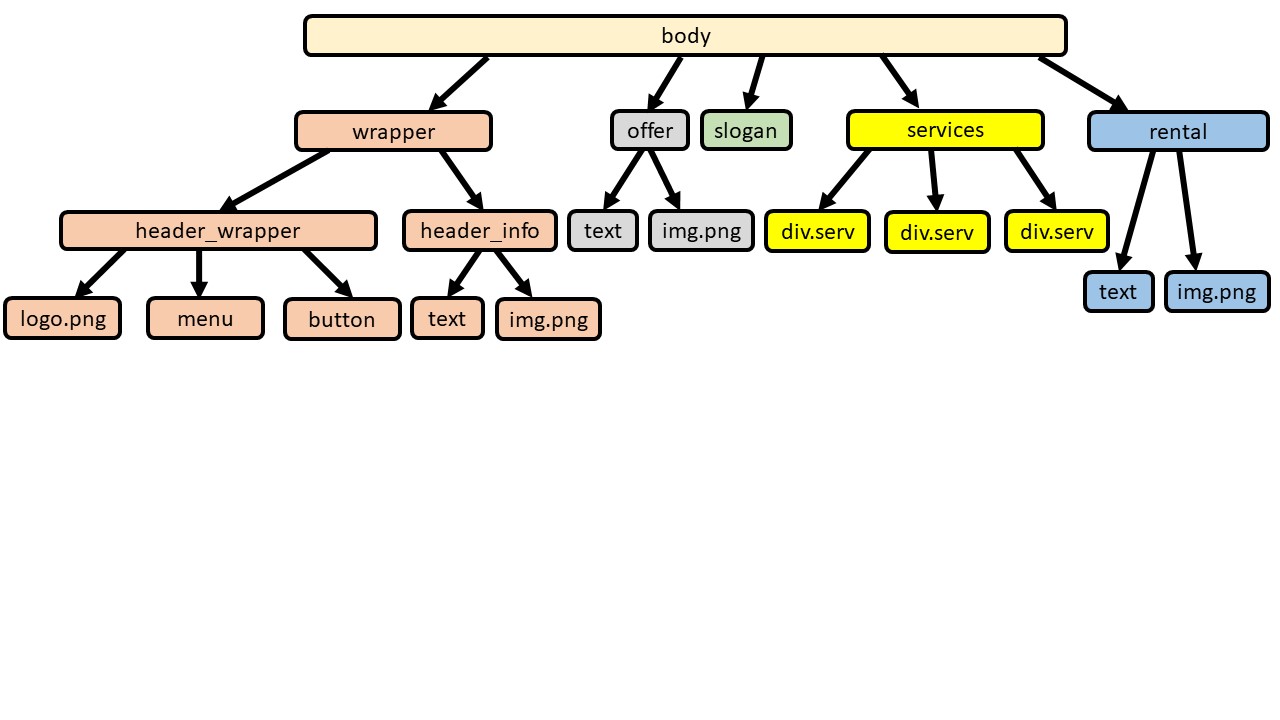 body
wrapper
offer
slogan
services
rental
header_wrapper
header_info
text
img.png
div.serv
div.serv
div.serv
text
img.png
logo.png
menu
button
text
img.png